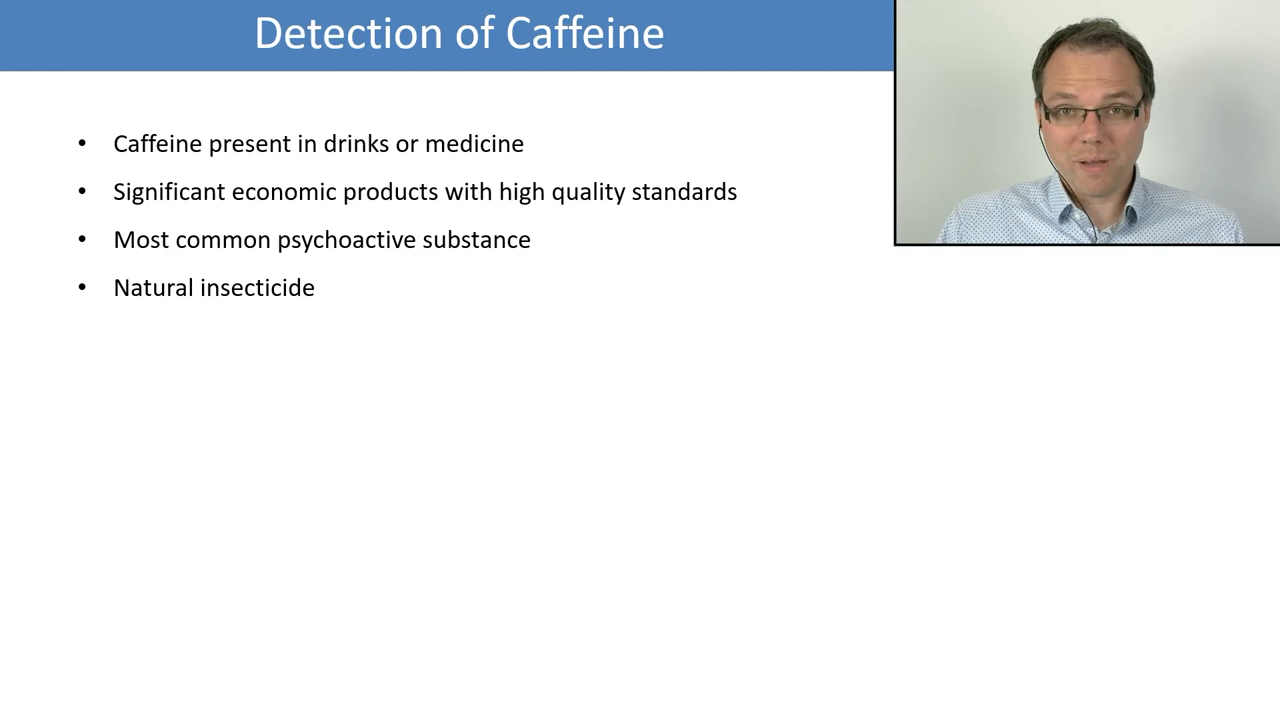 Detection of Caffeine
• Caffeine present in drinks or medicine
• Significant economic products with high quality standards
• Most common psychoactive substance
• Natural insecticide